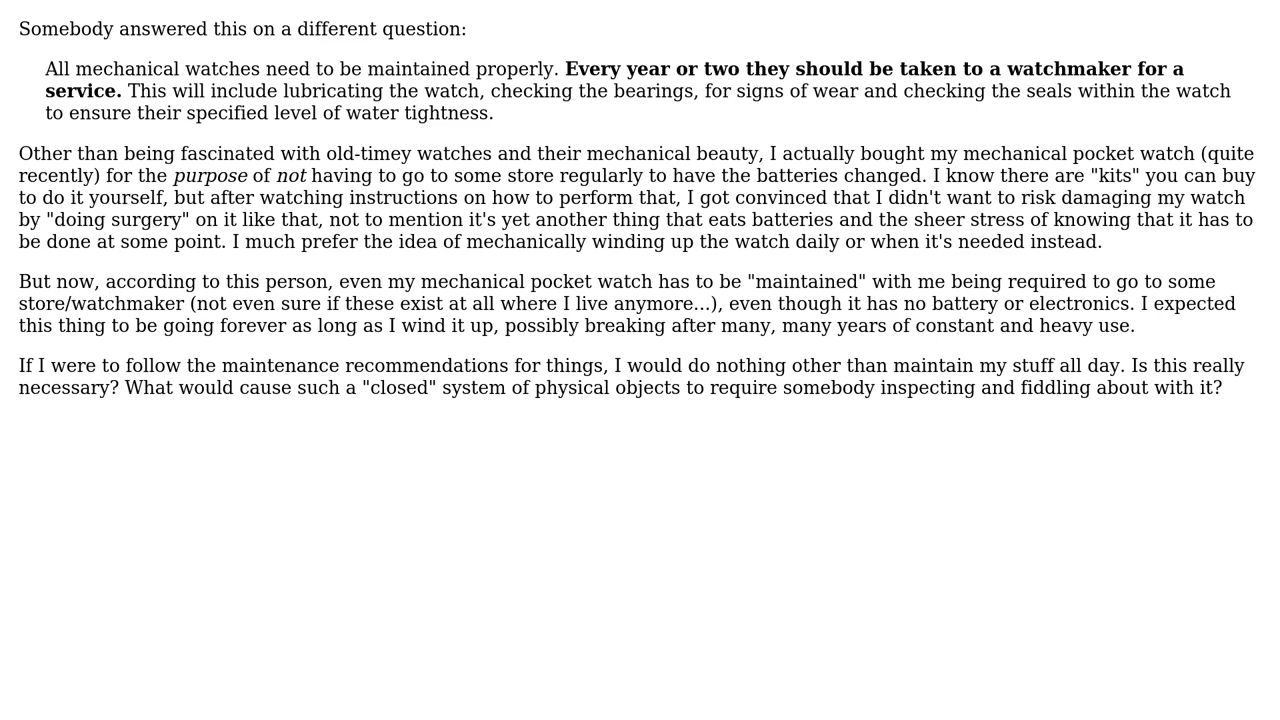 Somebody answered this on a different question:
All mechanical watches need to be maintained properly. Every year or two they should be taken to a watchmaker for a
service. This will include lubricating the watch, checking the bearings, for signs of wear and checking the seals within the watch
to ensure their specified level of water tightness.
Other than being fascinated with old-timey watches and their mechanical beauty, I actually bought my mechanical pocket watch (quite
recently) for the purpose of not having to go to some store regularly to have the batteries changed. I know there are "kits" you can buy
to do it yourself, but after watching instructions on how to perform that, I got convinced that I didn't want to risk damaging my watch
by "doing surgery" on it like that, not to mention it's yet another thing that eats batteries and the sheer stress of knowing that it has to
be done at some point. I much prefer the idea of mechanically winding up the watch daily or when it's needed instead.
But now, according to this person, even my mechanical pocket watch has to be "maintained" with me being required to go to some
store/watchmaker (not even sure if these exist at all where I live anymore...), even though it has no battery or electronics. I expected
this thing to be going forever as long as I wind it up, possibly breaking after many, many years of constant and heavy use.
If I were to follow the maintenance recommendations for things, I would do nothing other than maintain my stuff all day. Is this really
necessary? What would cause such a "closed" system of physical objects to require somebody inspecting and fiddling about with it?